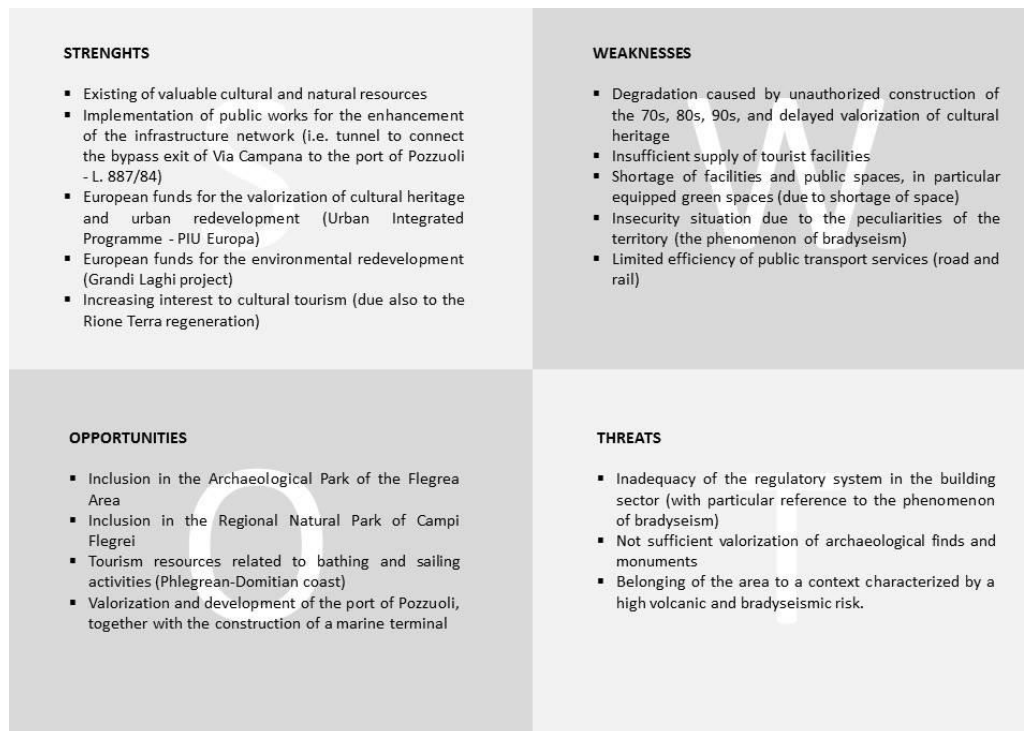 STRENGHTS
▪ Existing of valuable cultural and natural resources
▪ Implementation of public works for the enhancement
of the infrastructure network (i.e. tunnel to connect
the bypass exit of Via Campana to the port of Pozzuoli
- L. 887/84)
▪ European funds for the valorization of cultural heritage
and urban redevelopment (Urban Integrated
Programme - PIU Europa)
▪ European funds for the environmental redevelopment
(Grandi Laghi project)
▪ Increasing interest to cultural tourism (due also to the
Rione Terra regeneration)
S
WEAKNESSES
▪ Degradation caused by unauthorized construction of
the 70s, 80s, 90s, and delayed valorization of cultural
heritage
▪ Insufficient supply of tourist facilities
▪ Shortage of facilities and public spaces, in particular
equipped green spaces (due to shortage of space)
▪ Insecurity situation due to the peculiarities of the
territory (the phenomenon of bradyseism)
▪ Limited efficiency of public transport services (road and
rail)
W
OPPORTUNITIES
▪ Inclusion in the Archaeological Park of the Flegrea
Area
▪ Inclusion in the Regional Natural Park of Campi
Flegrei
▪ Tourism resources related to bathing and sailing
activities (Phlegrean-Domitian coast)
▪ Valorization and development of the port of Pozzuoli,
together with the construction of a marine terminal
O
THREATS
▪ Inadequacy of the regulatory system in the building
sector (with particular reference to the phenomenon
of bradyseism)
▪ Not sufficient valorization of archaeological finds and
monuments
▪ Belonging of the area to a context characterized by a
high volcanic and bradyseismic risk.
T